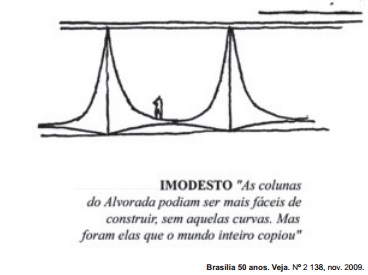 IMODESTO "As colunas
do Alvorada podiam ser mais fáceis de
construir, sem aquelas curvas. Mas
foram elas que o mundo inteiro copiou"
Brasília 50 anos. Veja. Nº 2 138, nov. 2009.